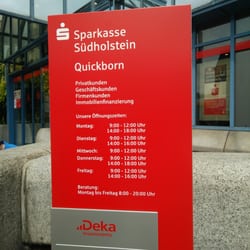 Sparkasse
Südholstein
Quickborn
Privatkunden
Geschäftskunden
Firmenkunden
Immobilienfinanzierung
Unsere Öffnungszeiten:
Montag: 9:00 - 12:00 Uhr
14:00 - 18:00 Uhr
Dienstag: 9:00 - 12:00 Uhr
14:00 - 16:00 Uhr
Mittwoch: 9:00 - 12:00 Uhr
Donnerstag: 9:00 - 12:00 Uhr
14:00 - 18:00 Uhr
Freitag: 9:00 - 12:00 Uhr
14:00 - 16:00 Uhr
Beratung:
Montag bis Freitag 8:00 - 20:00 Uhr
Deka